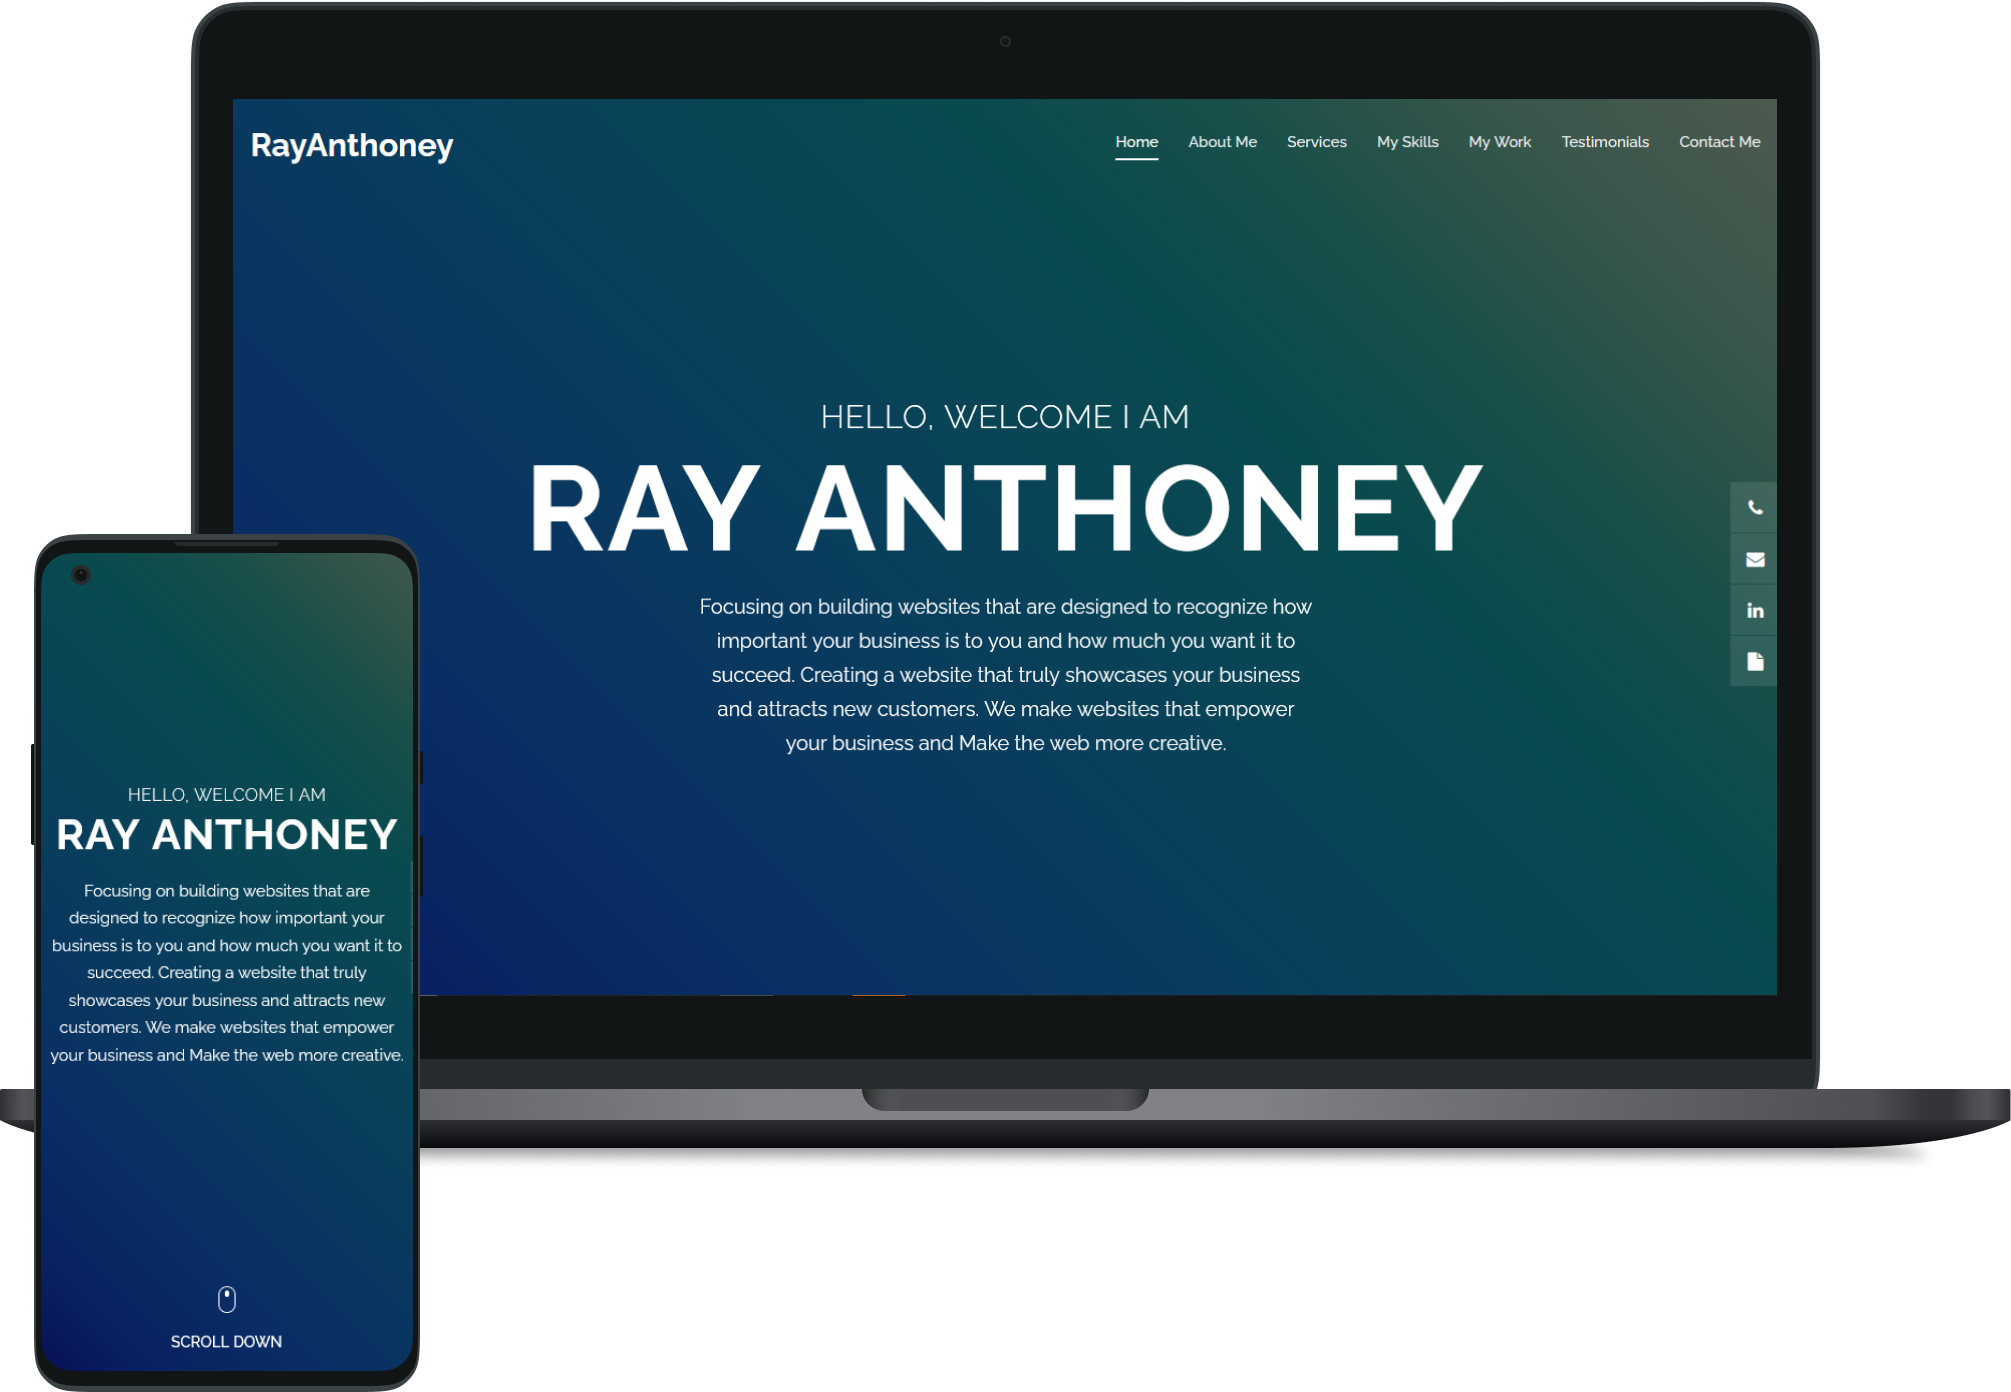 RayAnthoney
Home About Me Services My Skills My Work Testimonials Contact Me
HELLO, WELCOME I AM
RAY ANTHONEY
Focusing on building websites that are designed to recognize how
important your business is to you and how much you want it to
succeed. Creating a website that truly showcases your business
and attracts new customers. We make websites that empower
your business and Make the web more creative.
in
HELLO, WELCOME I AM
RAY ANTHONEY
Focusing on building websites that are
designed to recognize how important your
business is to you and how much you want it to
succeed. Creating a website that truly
showcases your business and attracts new
customers. We make websites that empower
your business and Make the web more creative.
SCROLL DOWN